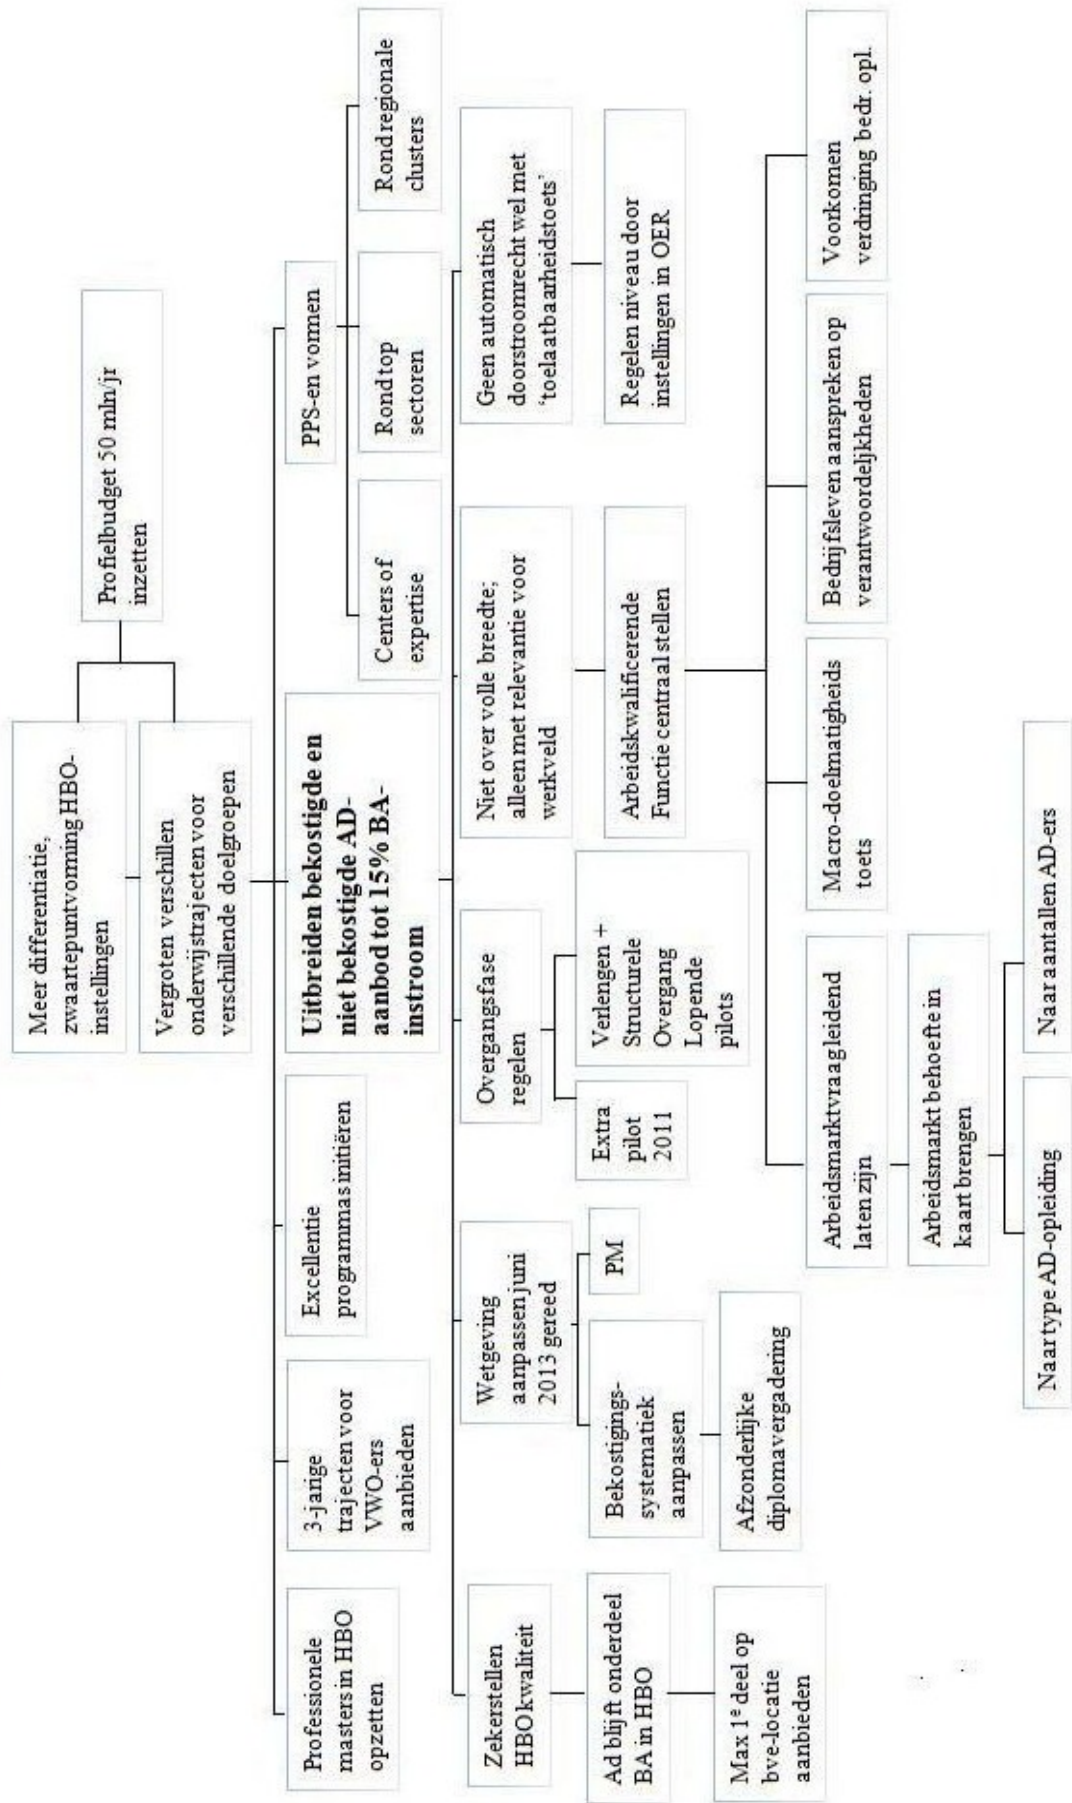 Meer differentiatie,
zwaartepuntvorming HBO-
instellingen
Profielbudget 50 mln/jr
inzetten
Vergroten verschillen
onderwijstrajecten voor
verschillende doelgroepen
Professionele
masters in HBO
opzetten
3-jarige
trajecten voor
VWO-ers
aanbieden
Excellentie
programmas initiëren
Uitbreiden bekostigde en
niet bekostigde AD-
aanbod tot 15% BA-
instroom
PPS-en vormen
Centers of
expertise
Rond top
sectoren
Rond regionale
clusters
Zekerstellen
HBO kwaliteit
Wetgeving
aanpassen juni
2013 gereed
Overgangsfase
regelen
Niet over volle breedte;
alleen met relevantie voor
werkveld
Geen automatisch
doorstroomrecht wel met
‘toelaatbaarheidstoets’
Ad blijft onderdeel
BA in HBO
Bekostigings-
systematiek
aanpassen
PM
Extra
pilot
2011
Verlengen +
Structurele
Overgang
Lopende
pilots
Arbeidskwalificerende
Functie centraal stellen
Regelen niveau door
instellingen in OER
Max 1e deel op
bve-locatie
aanbieden
Afzonderlijke
diplomavergadering
Arbeidsmarktvraag leidend
laten zijn
Macro-doelmatigheids
toets
Bedrijfsleven aanspreken op
verantwoordelijkheden
Voorkomen
verdringing bedr. opl.
Arbeidsmarkt behoefte in
kaart brengen
Naar type AD-opleiding
Naar aantallen AD-ers